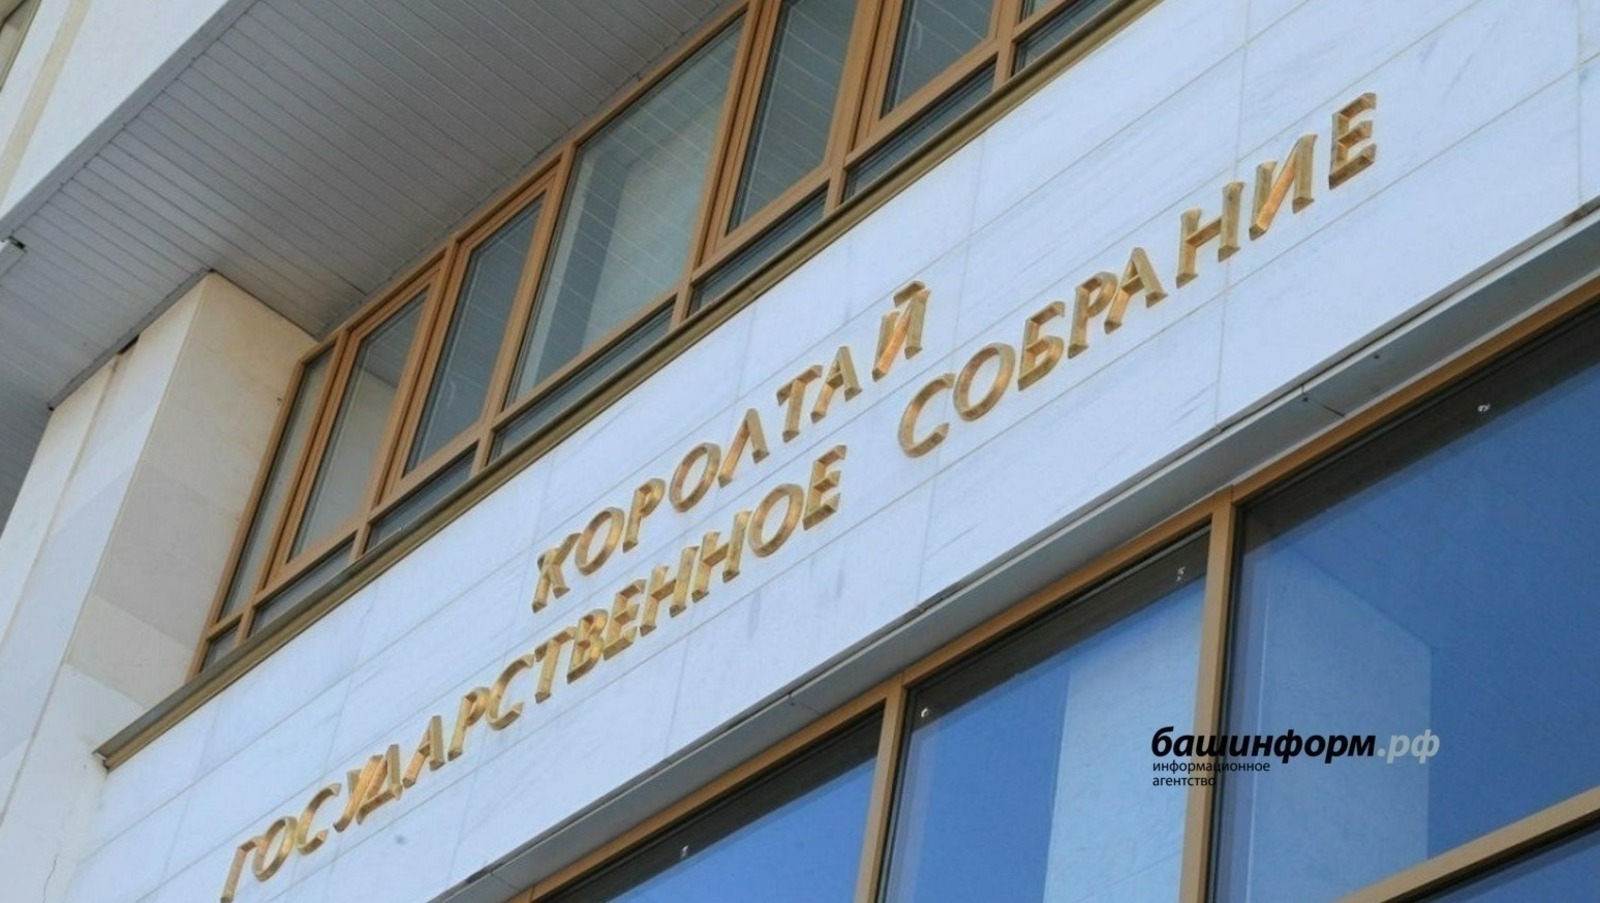 КОРОЛТАЙ
ГОСУДАРСТВЕННОЕ СОБРАНИЕ
башинформ.рф
информационное
агентство